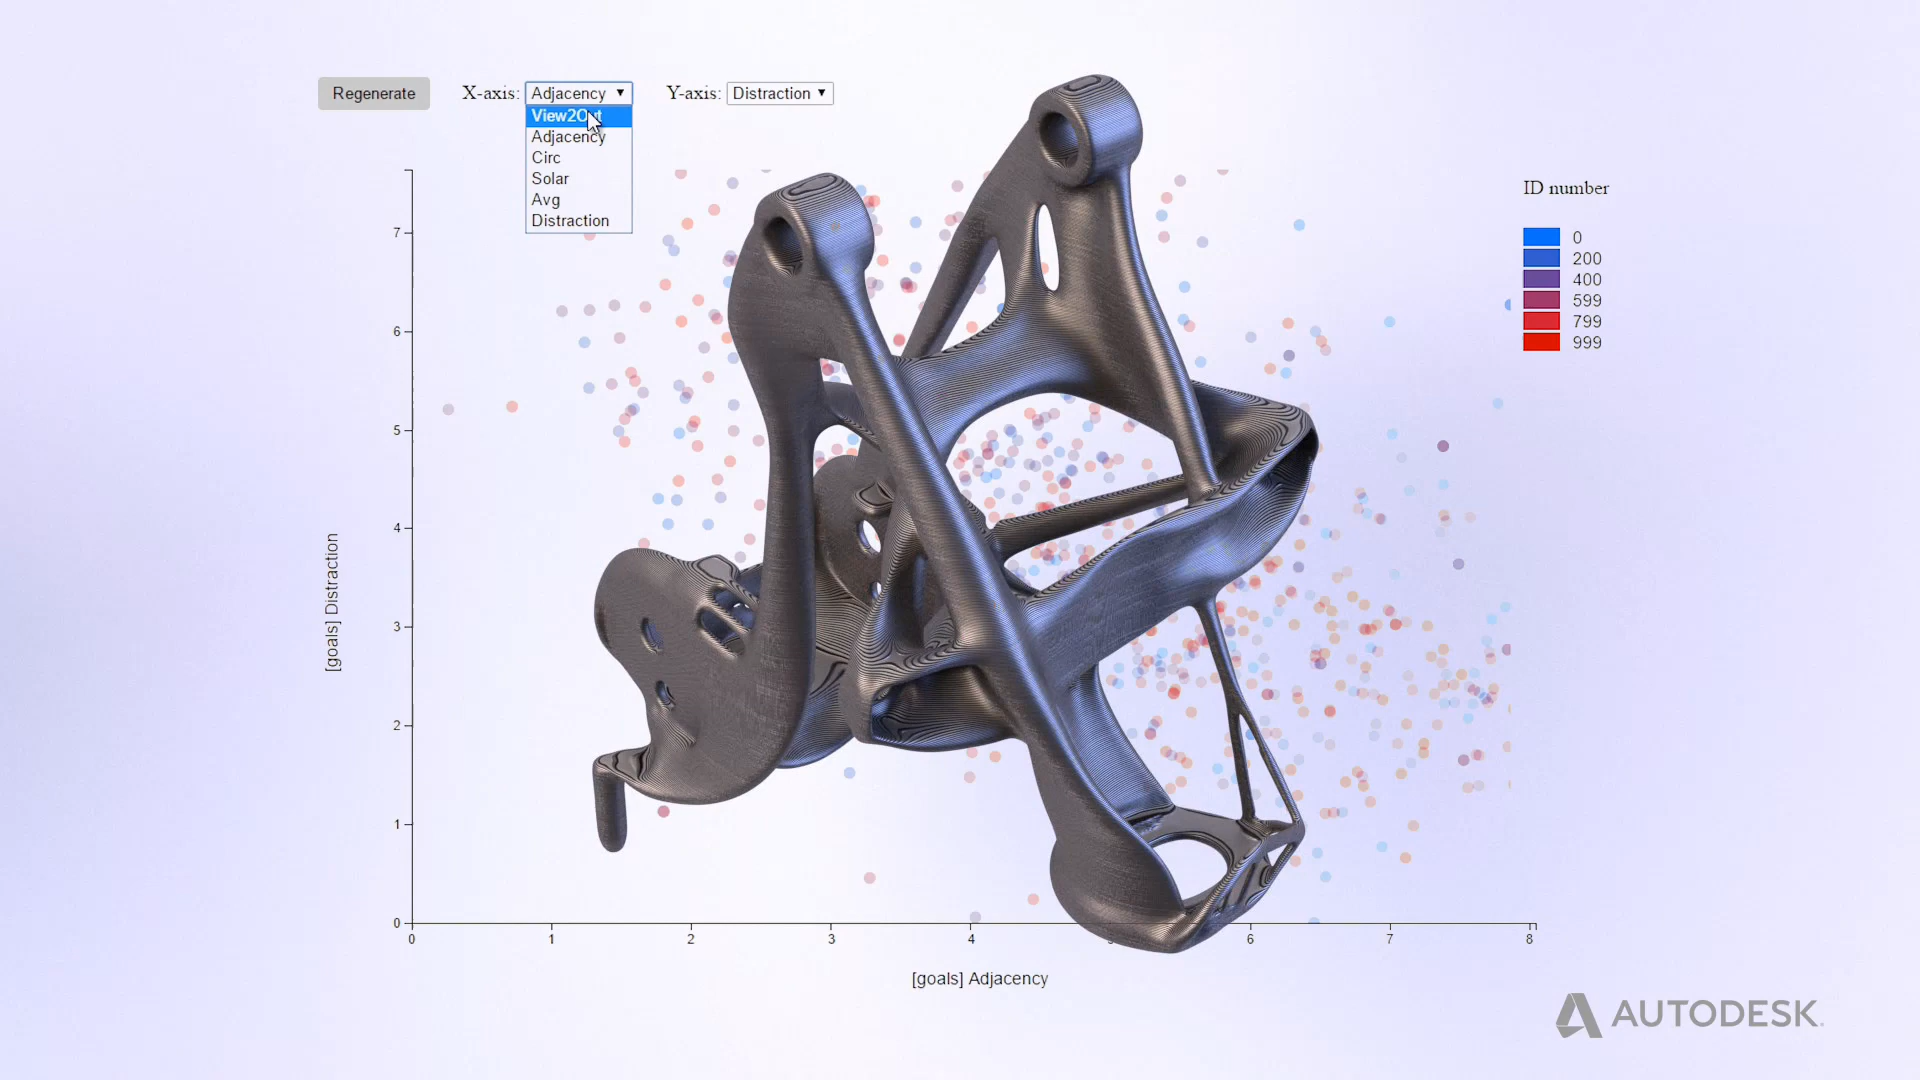 Regenerate
X-axis: Adjacency
Y-axis: Distraction
View2Out
Adjacency
Circ
Solar
Avg
Distraction
ID number
0
200
400
599
799
999
7
6
5
4
3
2
1
0
[goals] Distraction
0 1 2 3 4 6 7 8
[goals] Adjacency
AUTODESK.